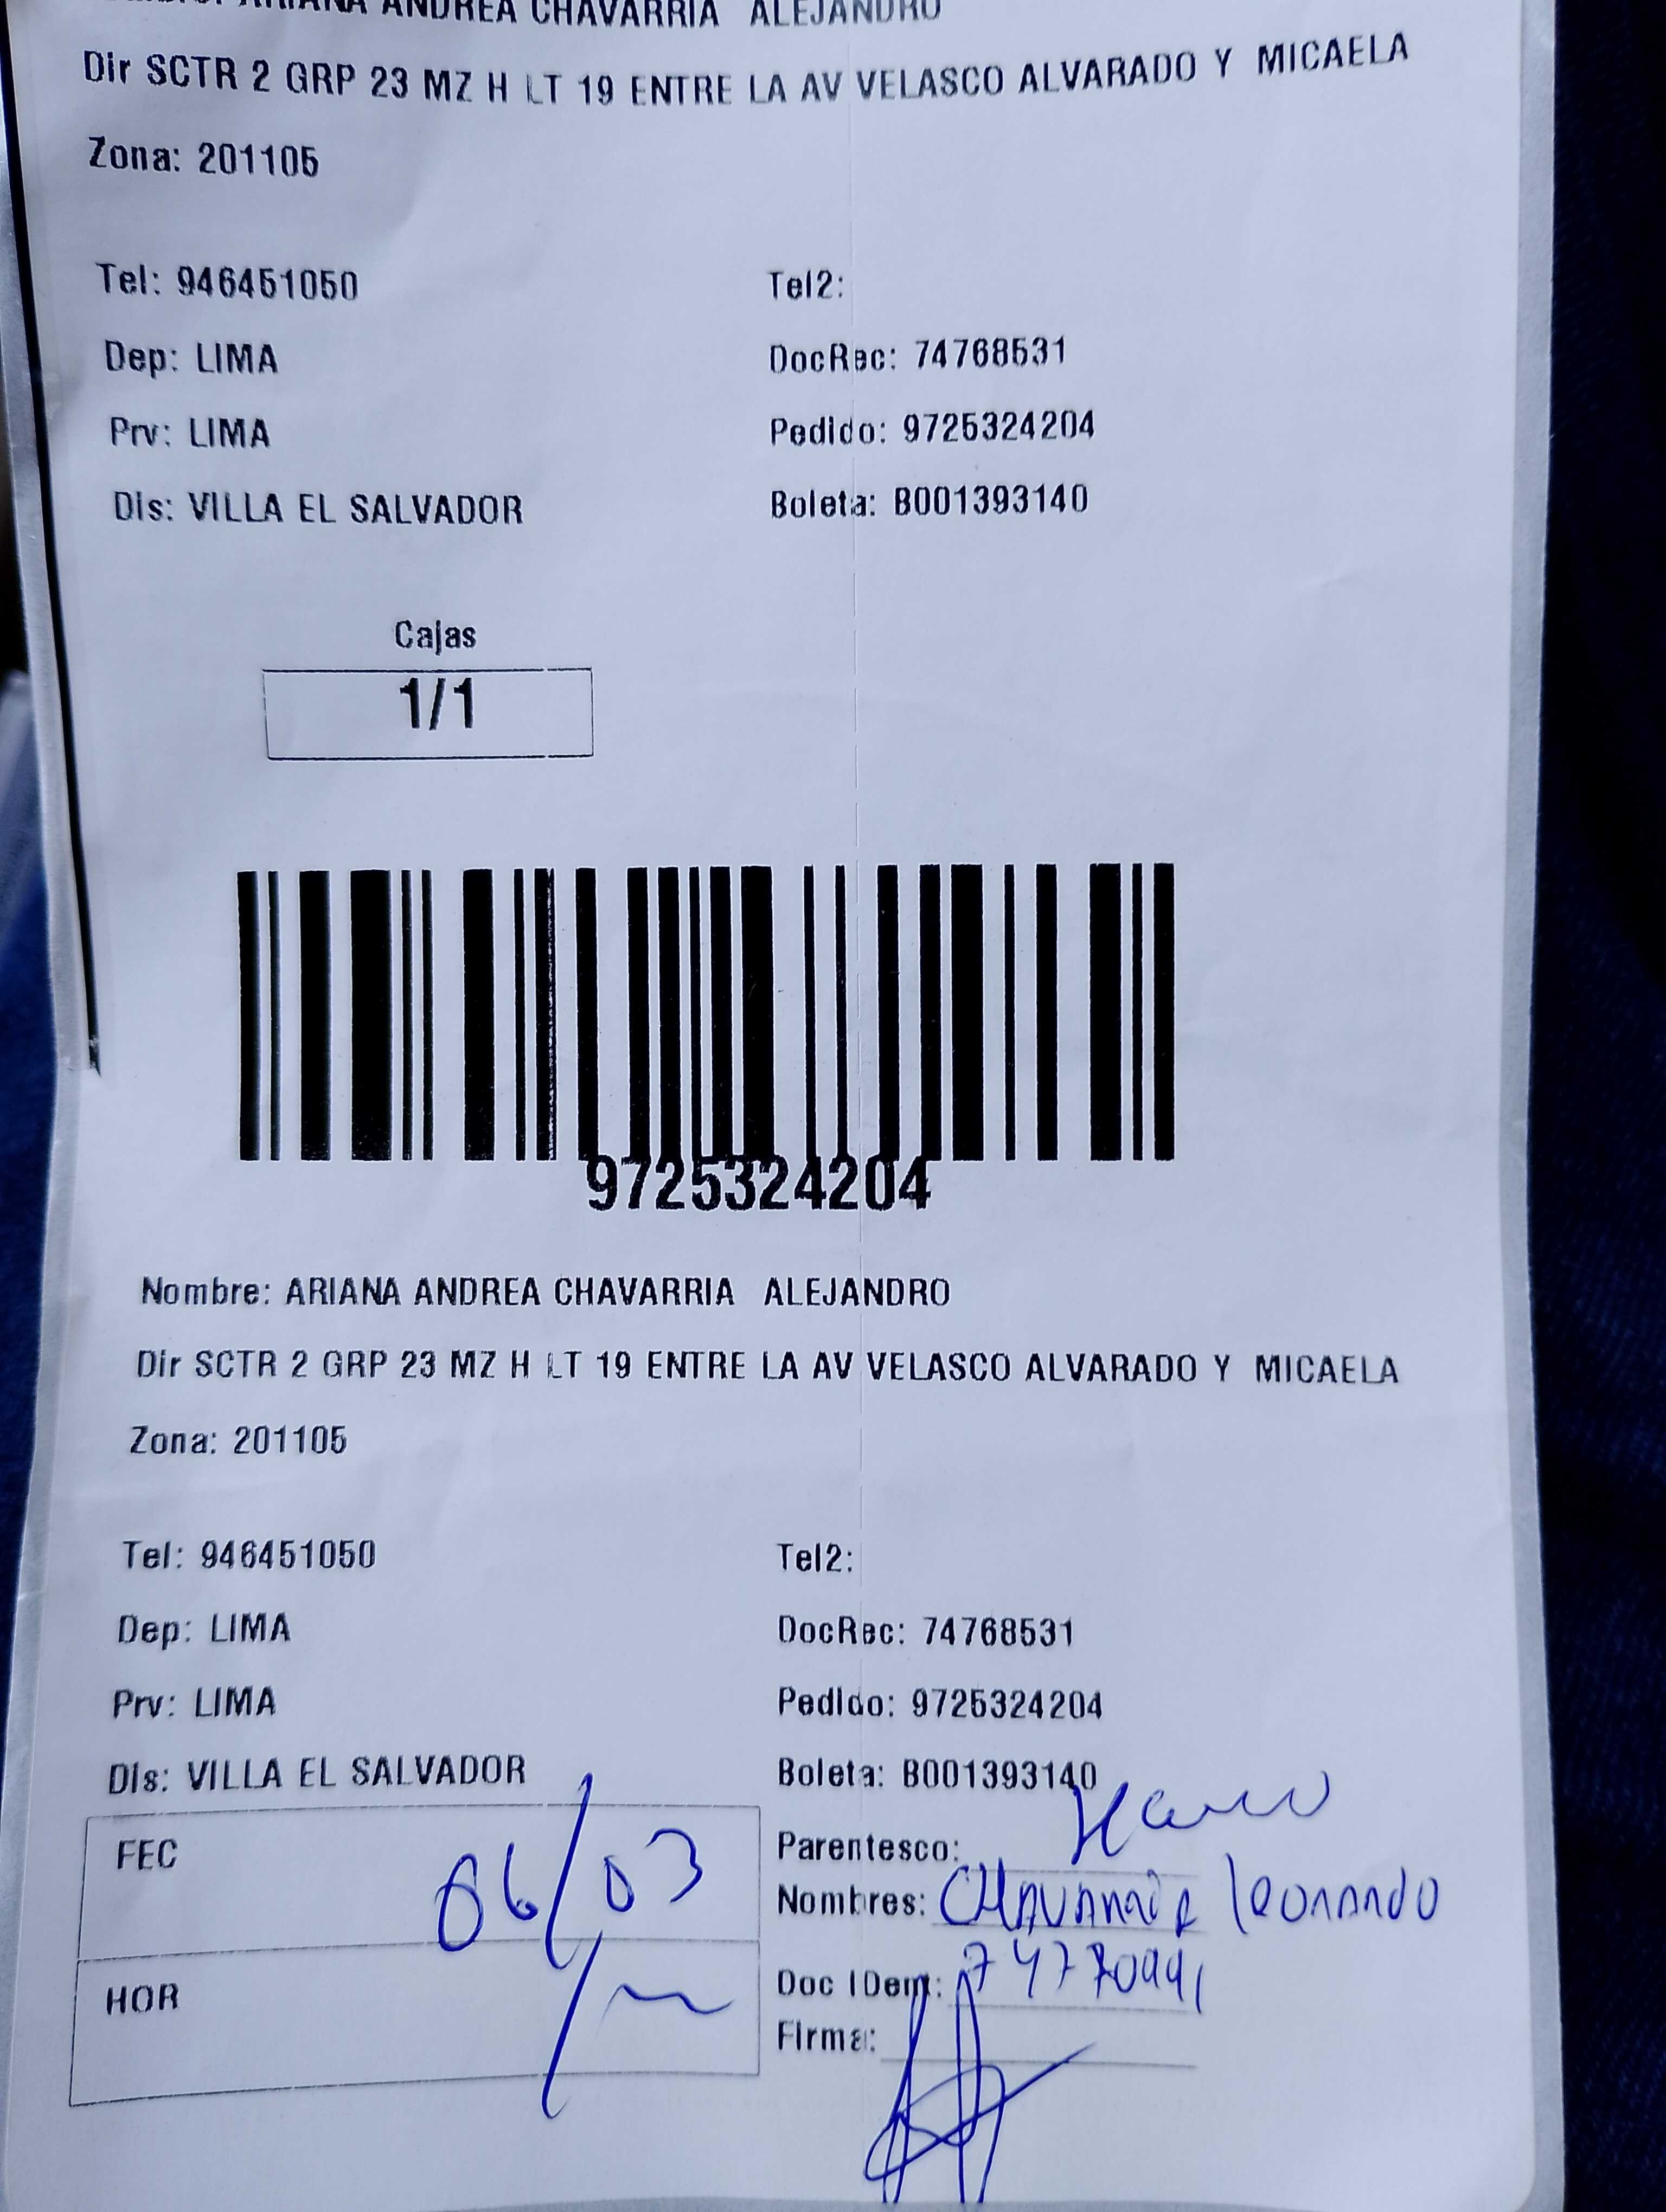 ARIANA ANDREA CHAVARRIA ALEJANDRO
Dir SCTR 2 GRP 23 MZ H LT 19 ENTRE LA AV VELASCO ALVARADO Y MICAELA
Zona: 201105
Tel: 946451050 Tel2:
Dep: LIMA DocRec: 74768531
Prv: LIMA Pedido: 9725324204
Dis: VILLA EL SALVADOR Boleta: B001393140
Cajas
1/1
9725324204
Nombre: ARIANA ANDREA CHAVARRIA ALEJANDRO
Dir SCTR 2 GRP 23 MZ H LT 19 ENTRE LA AV VELASCO ALVARADO Y MICAELA
Zona: 201105
Tel: 946451050 Tel2:
Dep: LIMA DocRec: 74768531
Prv: LIMA Pedido: 9725324204
Dis: VILLA EL SALVADOR Boleta: B001393140
FEC 06/03 Parentesco:
Nombres: CHAVARRIA leonardo
HOR Doc IDent:
Firma: